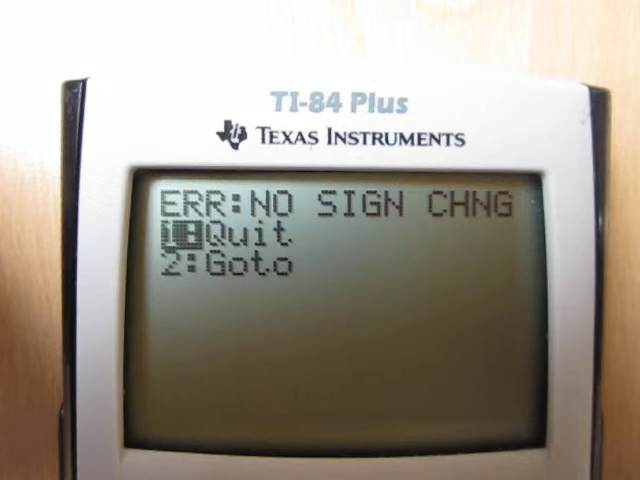 TI-84 Plus
TEXAS INSTRUMENTS
ERR:NO SIGN CHNG
1:Quit
2:Goto